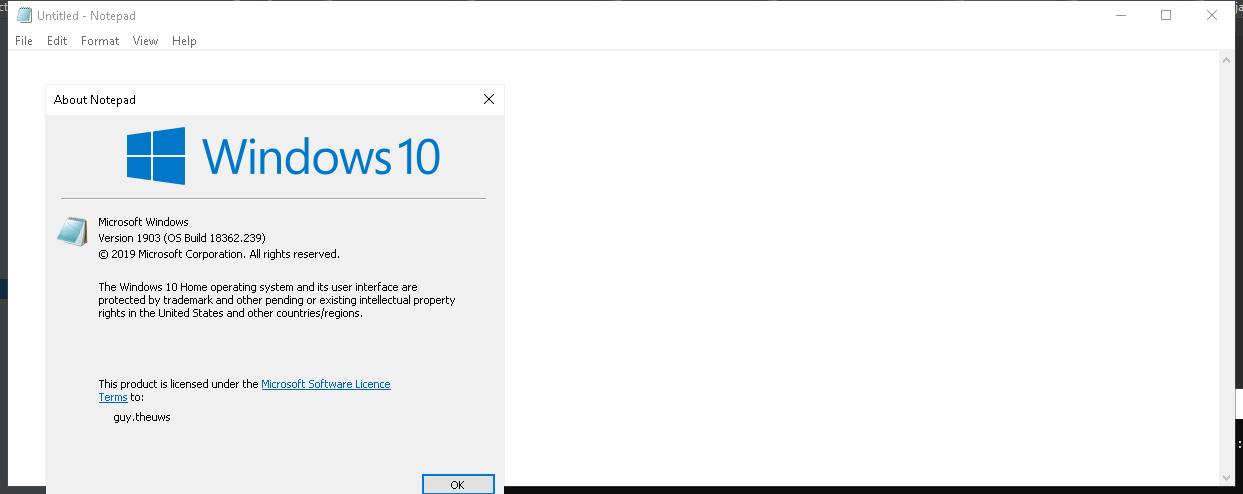 Untitled - Notepad
File Edit Format View Help
About Notepad
Windows 10
Microsoft Windows
Version 1903 (OS Build 18362.239)
© 2019 Microsoft Corporation. All rights reserved.
The Windows 10 Home operating system and its user interface are
protected by trademark and other pending or existing intellectual property
rights in the United States and other countries/regions.
This product is licensed under the Microsoft Software Licence
Terms to:
guy.theuws
OK